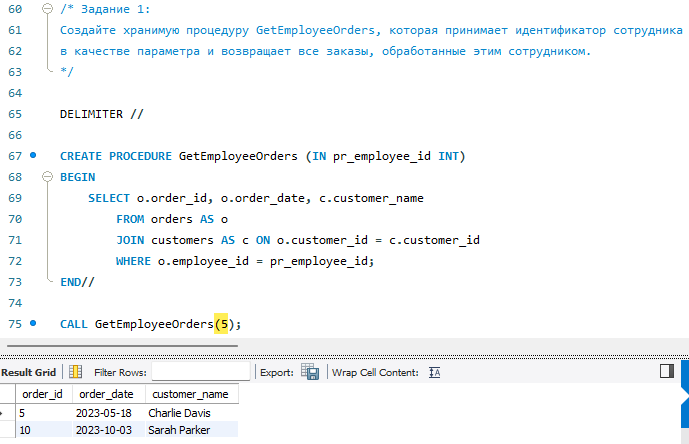 60 /* Задание 1:
61 Создайте хранимую процедуру GetEmployeeOrders, которая принимает идентификатор сотрудника
62 в качестве параметра и возвращает все заказы, обработанные этим сотрудником.
63 */
64
65 DELIMITER //
66
67 CREATE PROCEDURE GetEmployeeOrders (IN pr_employee_id INT)
68 BEGIN
69 SELECT o.order_id, o.order_date, c.customer_name
70 FROM orders AS o
71 JOIN customers AS c ON o.customer_id = c.customer_id
72 WHERE o.employee_id = pr_employee_id;
73 END//
74
75 CALL GetEmployeeOrders(5);
Result Grid Filter Rows: Export: Wrap Cell Content: IA
order_id order_date customer_name
5 2023-05-18 Charlie Davis
10 2023-10-03 Sarah Parker